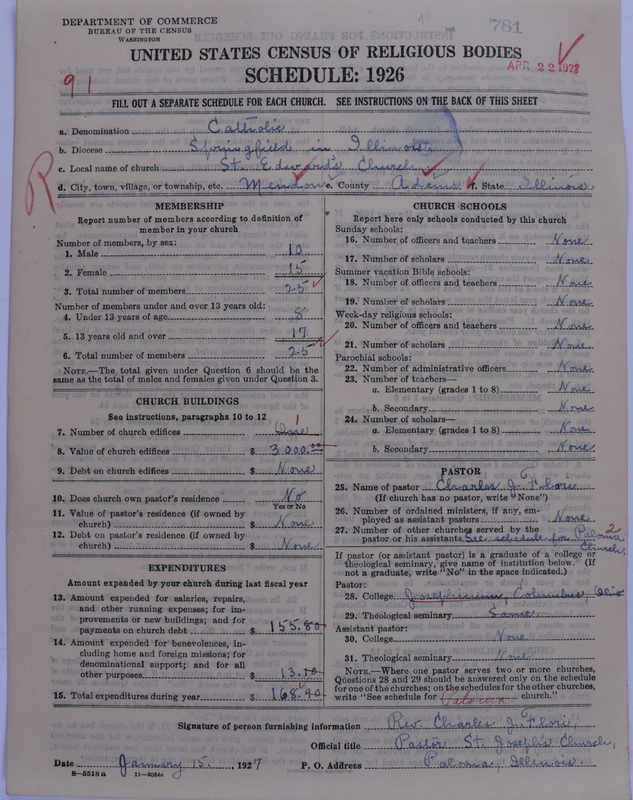 DEPARTMENT OF COMMERCE
BUREAU OF THE CENSUS
WASHINGTON
781
UNITED STATES CENSUS OF RELIGIOUS BODIES
APR 22 1927
SCHEDULE: 1926
91
FILL OUT A SEPARATE SCHEDULE FOR EACH CHURCH. SEE INSTRUCTIONS ON THE BACK OF THIS SHEET
R
a. Denomination Catholic
b. Diocese Springfield in Illinois.
c. Local name of church St. Edward's Church
d. City, town, village, or township, etc. Mendon e. County Adams f. State Illinois.
MEMBERSHIP
Report number of members according to definition of
member in your church
Number of members, by sex:
1. Male 10
2. Female 15
3. Total number of members 25
Number of members under and over 13 years old:
4. Under 13 years of age 8
5. 13 years old and over 17
6. Total number of members 25
NOTE.—The total given under Question 6 should be
same as the total of males and females given under Question 3.
CHURCH BUILDINGS
See instructions, paragraphs 10 to 12
7. Number of church edifices (One) 1
8. Value of church edifices $ 3000.00
9. Debt on church edifices $ None
10. Does church own pastor's residence No
Yes or No
11. Value of pastor's residence (if owned by
church) $ None
12. Debt on pastor's residence (if owned by
church) $ None
EXPENDITURES
Amount expended by your church during last fiscal year
13. Amount expended for salaries, repairs,
and other running expenses; for im-
provements or new buildings; and for
payments on church debt $ 155.80
14. Amount expended for benevolences, in-
cluding home and foreign missions; for
denominational support; and for all
other purposes $ 13.10
15. Total expenditures during year $ 168.90
CHURCH SCHOOLS
Report here only schools conducted by this church
Sunday schools:
16. Number of officers and teachers None
17. Number of scholars None
Summer vacation Bible schools:
18. Number of officers and teachers None
19. Number of scholars None
Week-day religious schools:
20. Number of officers and teachers None
21. Number of scholars None
Parochial schools:
22. Number of administrative officers None
23. Number of teachers—
a. Elementary (grades 1 to 8) None
b. Secondary None
24. Number of scholars—
a. Elementary (grades 1 to 8) None
b. Secondary None
PASTOR
25. Name of pastor Charles J. Flori
(If church has no pastor, write "None")
26. Number of ordained ministers, if any, em-
ployed as assistant pastors None
27. Number of other churches served by the 2
pastor or his assistants See schedule for Paloma
Church.
If pastor (or assistant pastor) is a graduate of a college or
theological seminary, give name of institution below. (If
not a graduate, write "No" in the space indicated.)
Pastor:
28. College Josephinum, Columbus, Ohio
29. Theological seminary Same
Assistant pastor:
30. College None
31. Theological seminary None
NOTE.—Where one pastor serves two or more churches,
Questions 28 and 29 should be answered only on the schedule
for one of the churches; on the schedules for the other churches,
write "See schedule for Paloma church."
Signature of person furnishing information Rev. Charles J. Flori,
Official title Pastor St. Joseph's Church,
Date January 15, 1927 P. O. Address Paloma, Illinois.
8—5518a